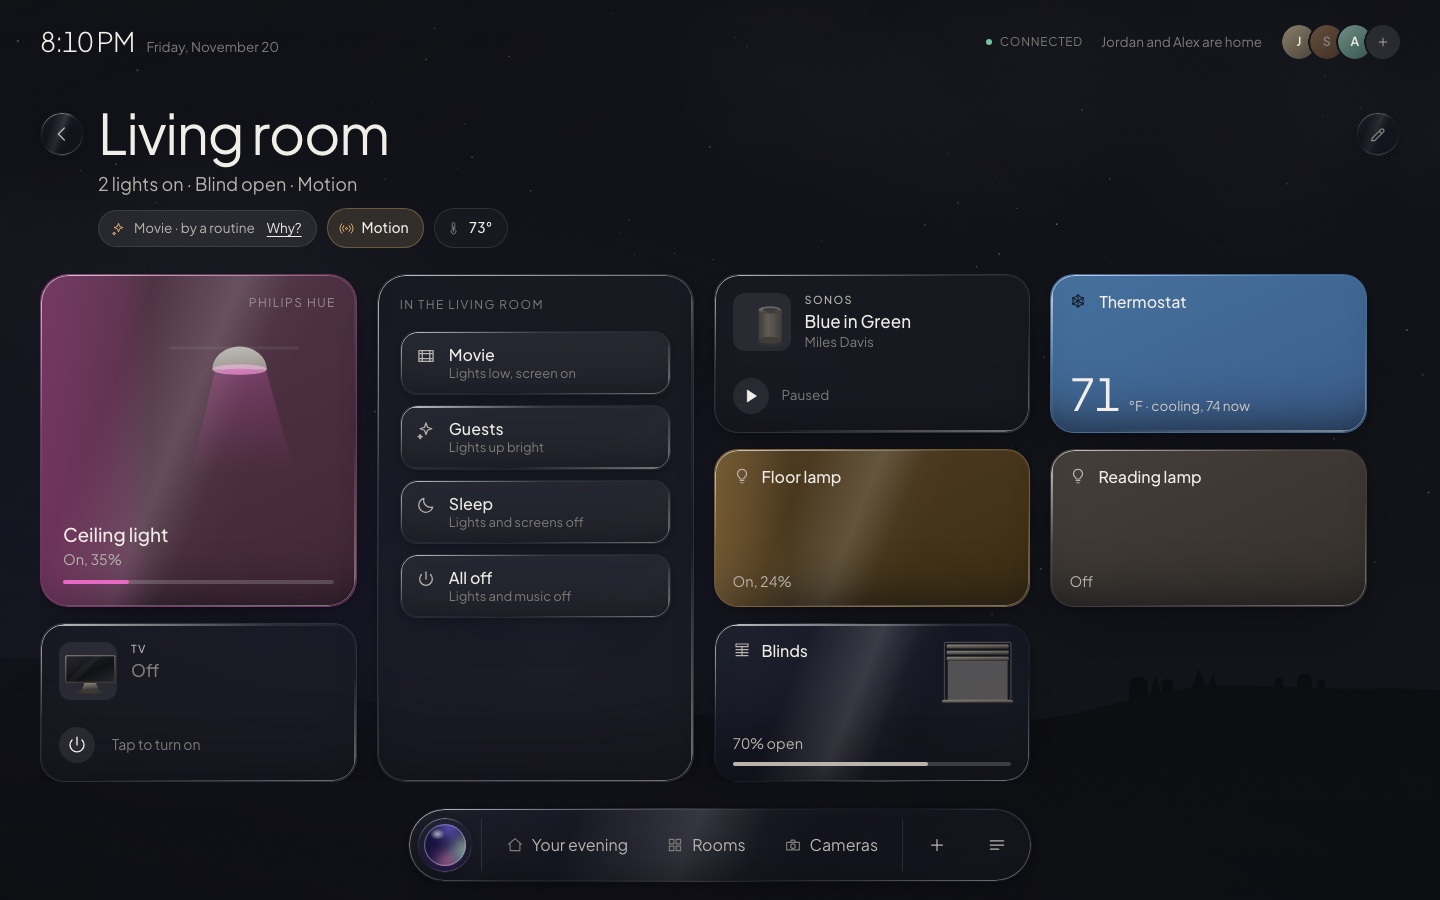 8:10 PM Friday, November 20
CONNECTED Jordan and Alex are home J S A +
Living room
2 lights on · Blind open · Motion
Movie · by a routine Why? Motion 73°
PHILIPS HUE
Ceiling light
On, 35%
TV
Off
Tap to turn on
IN THE LIVING ROOM
Movie
Lights low, screen on
Guests
Lights up bright
Sleep
Lights and screens off
All off
Lights and music off
SONOS
Blue in Green
Miles Davis
Paused
Thermostat
71 °F · cooling, 74 now
Floor lamp
On, 24%
Reading lamp
Off
Blinds
70% open
Your evening Rooms Cameras +